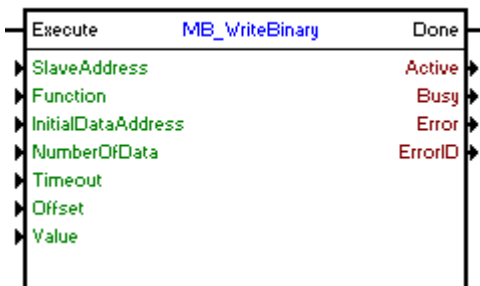 Execute MB_WriteBinary Done
SlaveAddress Active
Function Busy
InitialDataAddress Error
NumberOfData ErrorID
Timeout
Offset
Value